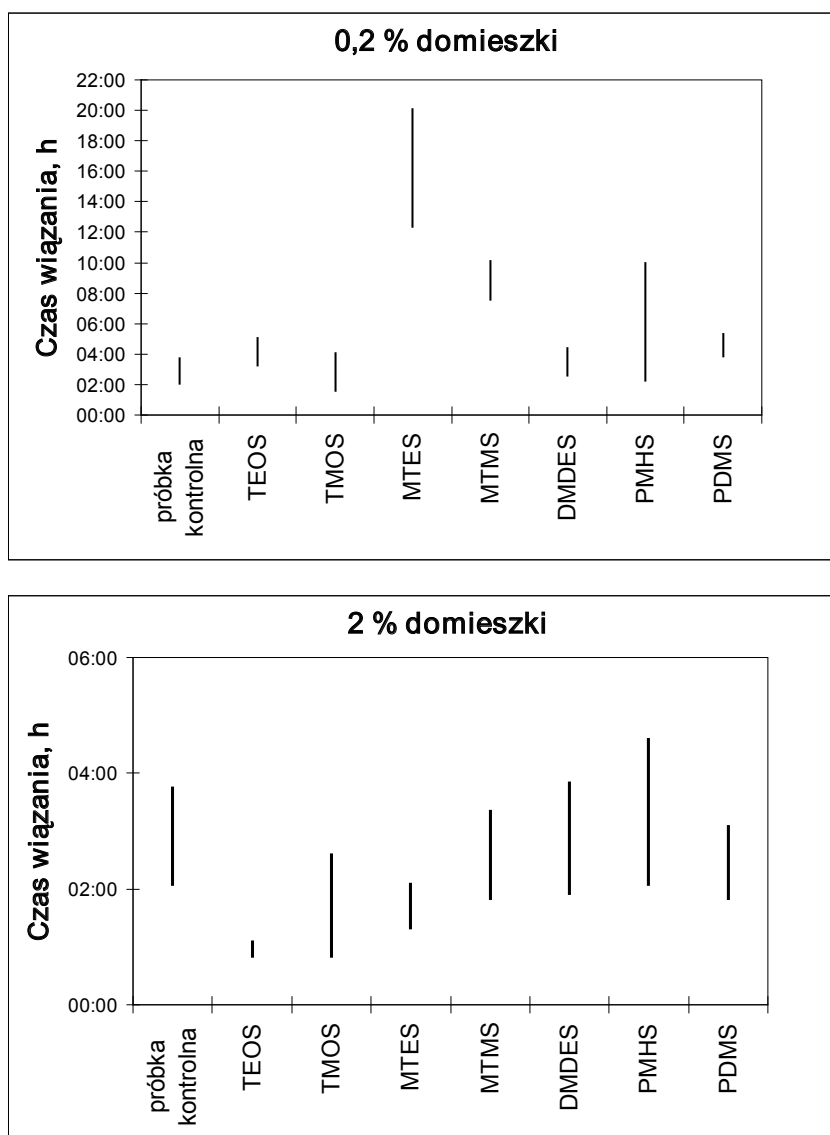 0,2 % domieszki
Czas wiązania, h
22:00
20:00
18:00
16:00
14:00
12:00
10:00
08:00
06:00
04:00
02:00
00:00
próbka
kontrolna
TEOS
TMOS
MTES
MTMS
DMDES
PMHS
PDMS
2 % domieszki
Czas wiązania, h
06:00
04:00
02:00
00:00
próbka
kontrolna
TEOS
TMOS
MTES
MTMS
DMDES
PMHS
PDMS